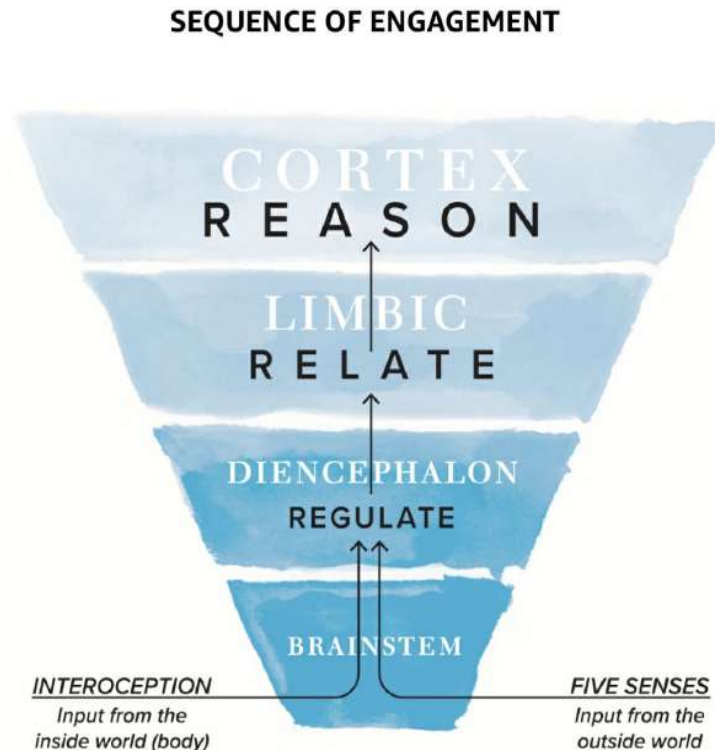 SEQUENCE OF ENGAGEMENT
CORTEX
REASON
LIMBIC
RELATE
DIENCEPHALON
REGULATE
BRAINSTEM
INTEROCEPTION
Input from the
inside world (body)
FIVE SENSES
Input from the
outside world